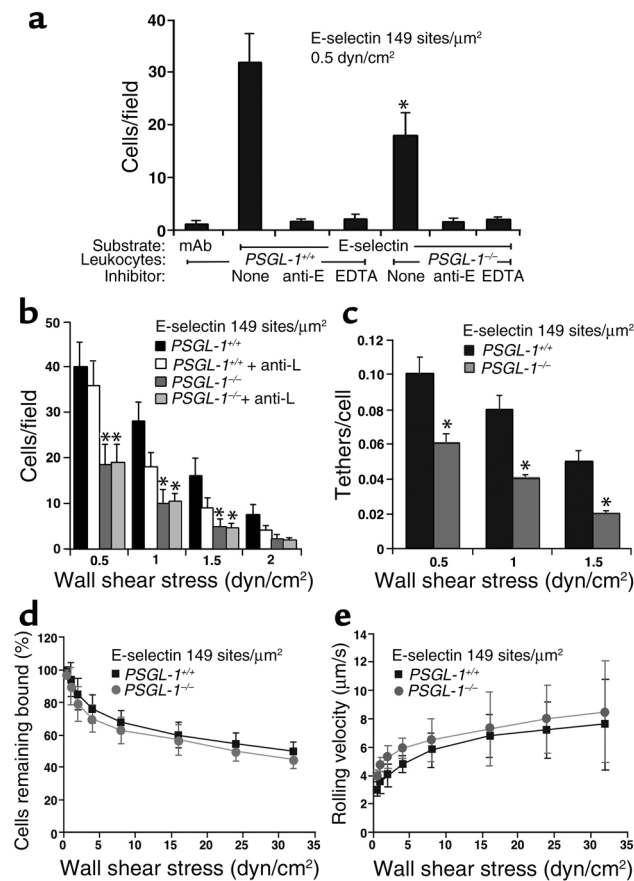 a
E-selectin 149 sites/μm²
0.5 dyn/cm²
Cells/field
40
30
20
10
0
*
Substrate: mAb E-selectin
Leukocytes: PSGL-1⁺/⁺ PSGL-1⁻/⁻
Inhibitor: None anti-E EDTA None anti-E EDTA
b
E-selectin 149 sites/μm²
PSGL-1⁺/⁺
PSGL-1⁺/⁺ + anti-L
PSGL-1⁻/⁻
PSGL-1⁻/⁻+ anti-L
Cells/field
50
40
30
20
10
0
** * * * *
0.5 1 1.5 2
Wall shear stress (dyn/cm²)
c
E-selectin 149 sites/μm²
PSGL-1⁺/⁺
PSGL-1⁻/⁻
Tethers/cell
0.12
0.10
0.08
0.06
0.04
0.02
0
* * *
0.5 1 1.5
Wall shear stress (dyn/cm²)
d
E-selectin 149 sites/μm²
PSGL-1⁺/⁺
PSGL-1⁻/⁻
Cells remaining bound (%)
120
100
80
60
40
20
0
0 5 10 15 20 25 30 35
Wall shear stress (dyn/cm²)
e
E-selectin 149 sites/μm²
PSGL-1⁺/⁺
PSGL-1⁻/⁻
Rolling velocity (μm/s)
14
12
10
8
6
4
2
0
0 5 10 15 20 25 30 35
Wall shear stress (dyn/cm²)